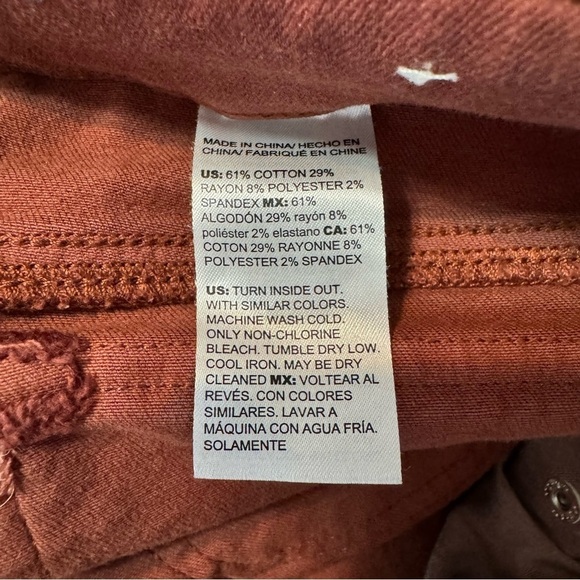 MADE IN CHINA/ HECHO EN
CHINA/ FABRIQUÉ EN CHINE
US: 61% COTTON 29%
RAYON 8% POLYESTER 2%
SPANDEX MX: 61%
ALGODÓN 29% rayón 8%
poliéster 2% elastano CA: 61%
COTON 29% RAYONNE 8%
POLYESTER 2% SPANDEX
US: TURN INSIDE OUT.
WITH SIMILAR COLORS.
MACHINE WASH COLD.
ONLY NON-CHLORINE
BLEACH. TUMBLE DRY LOW.
COOL IRON. MAY BE DRY
CLEANED MX: VOLTEAR AL
REVÉS. CON COLORES
SIMILARES. LAVAR A
MÁQUINA CON AGUA FRÍA.
SOLAMENTE